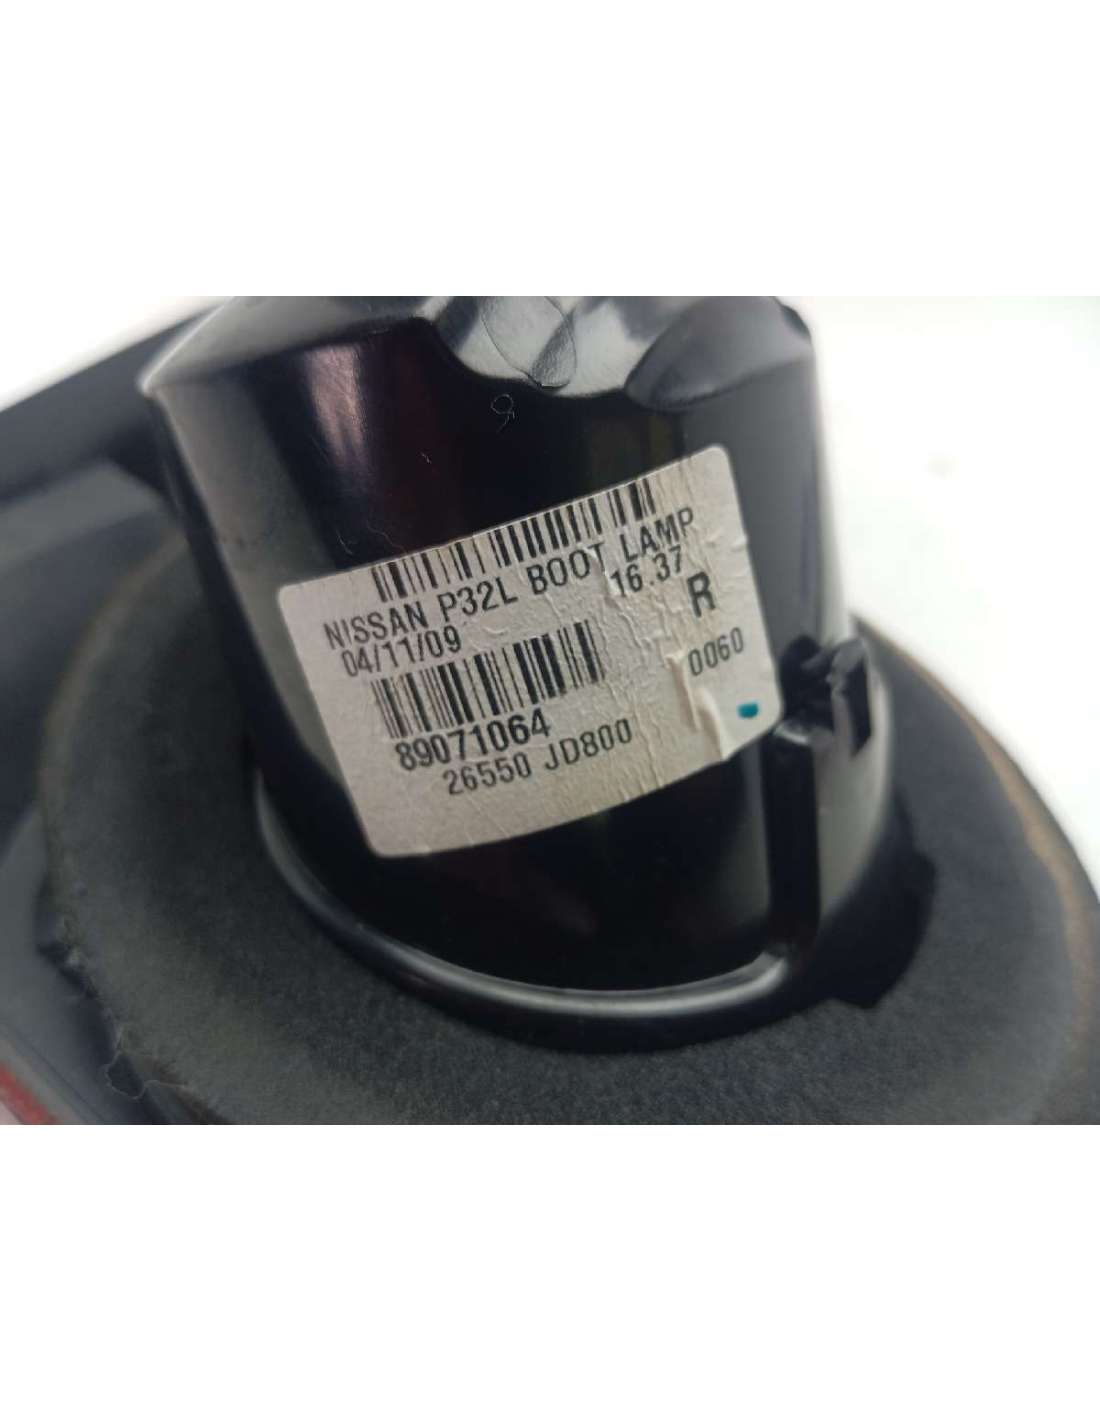 NISSAN P32L BOOT LAMP
04/11/09 16.37
R
89071064 0060
26550 JD800